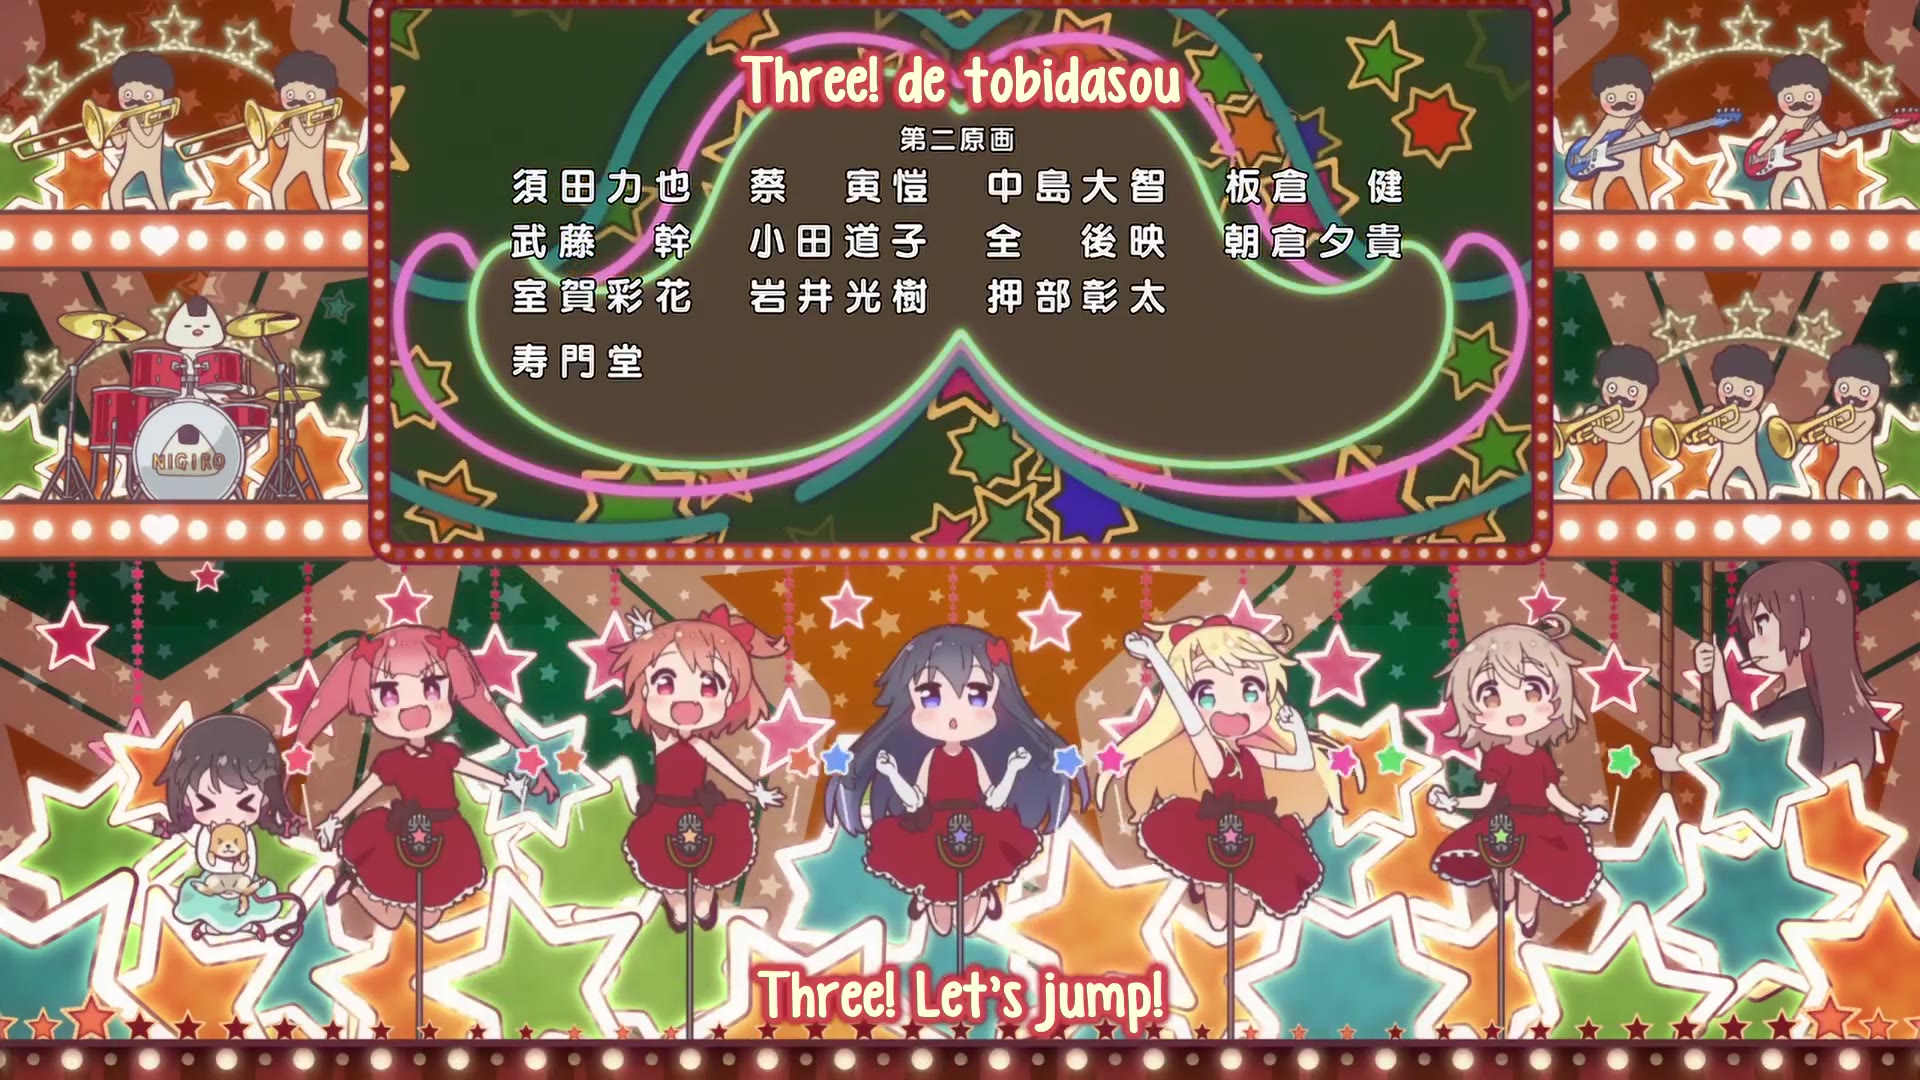 Three! de tobidasou
第二原画
須田力也 蔡 寅愷 中島大智 板倉 健
武藤 幹 小田道子 全 後映 朝倉夕貴
室賀彩花 岩井光樹 押部彰太
寿門堂
NIGIRO
Three! Let's jump!